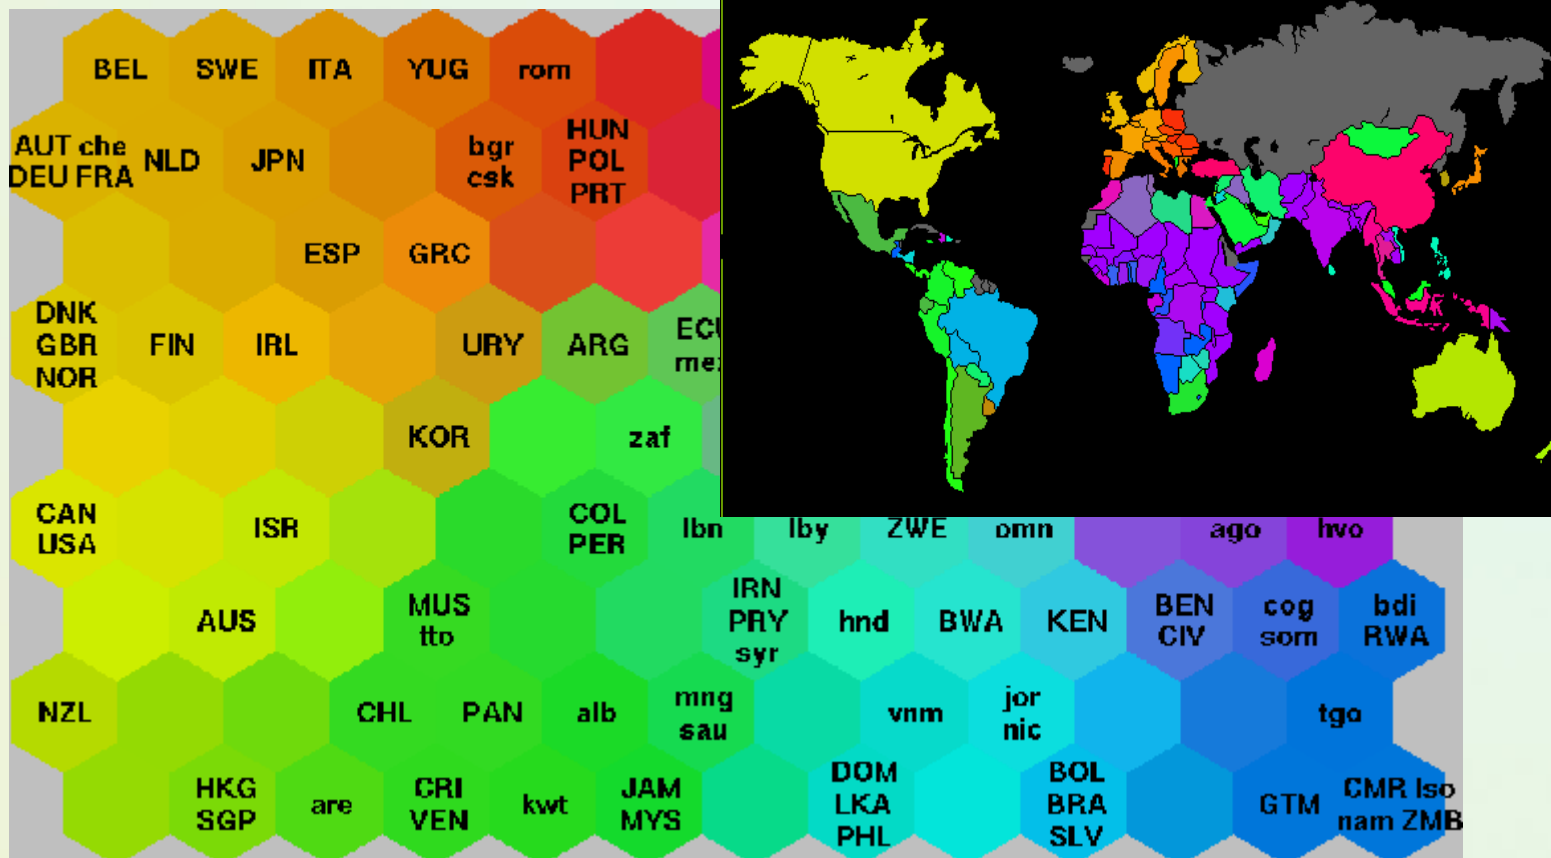 BEL SWE ITA YUG rom
AUT che
DEU FRA
NLD
JPN
bgr
csk
HUN
POL
PRT
ESP GRC
DNK
GBR
NOR
FIN IRL URY ARG
KOR zaf
CAN
USA
ISR
COL
PER
lbn lby ZWE omn ago hvo
AUS
MUS
tto
IRN
PRY
syr
hnd BWA KEN
BEN
CIV
cog
som
bdi
RWA
NZL CHL PAN alb
mng
sau
vnm
jor
nic
tgo
HKG
SGP
are
CRI
VEN
kwt
JAM
MYS
DOM
LKA
PHL
BOL
BRA
SLV
GTM
CMR lso
nam ZMB